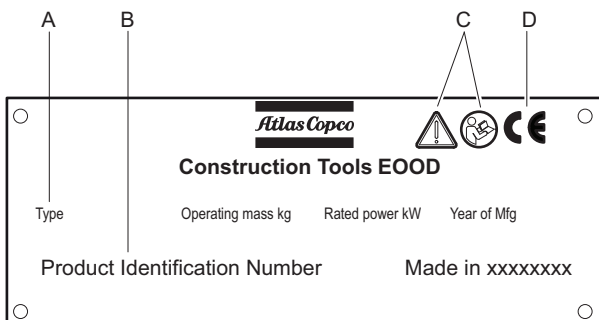 A B C D
Atlas Copco
CE
Construction Tools EOOD
Type Operating mass kg Rated power kW Year of Mfg
Product Identification Number Made in xxxxxxxx